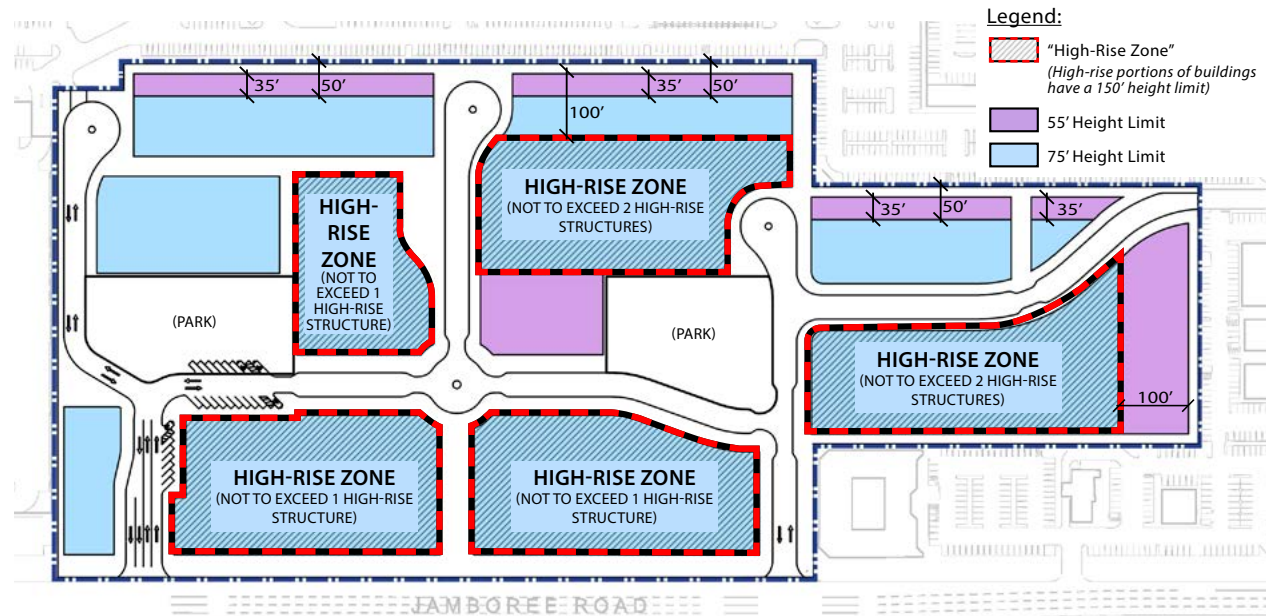 Legend:
"High-Rise Zone"
(High-rise portions of buildings
have a 150' height limit)
55' Height Limit
75' Height Limit
35'
50'
100'
35'
50'
HIGH-
RISE
ZONE
(NOT TO
EXCEED 1
HIGH-RISE
STRUCTURE)
HIGH-RISE ZONE
(NOT TO EXCEED 2 HIGH-RISE
STRUCTURES)
35'
50'
35'
(PARK)
(PARK)
HIGH-RISE ZONE
(NOT TO EXCEED 2 HIGH-RISE
STRUCTURES)
100'
HIGH-RISE ZONE
(NOT TO EXCEED 1 HIGH-RISE
STRUCTURE)
HIGH-RISE ZONE
(NOT TO EXCEED 1 HIGH-RISE
STRUCTURE)
JAMBOREE ROAD